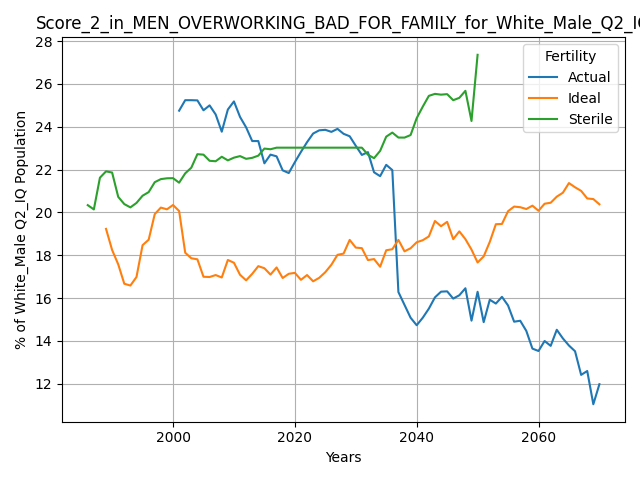 Score_2_in_MEN_OVERWORKING_BAD_FOR_FAMILY_for_White_Male_Q2_IQ
28
26
24
22
20
18
16
14
12
% of White_Male Q2_IQ Population
Fertility
Actual
Ideal
Sterile
2000
2020
2040
2060
Years